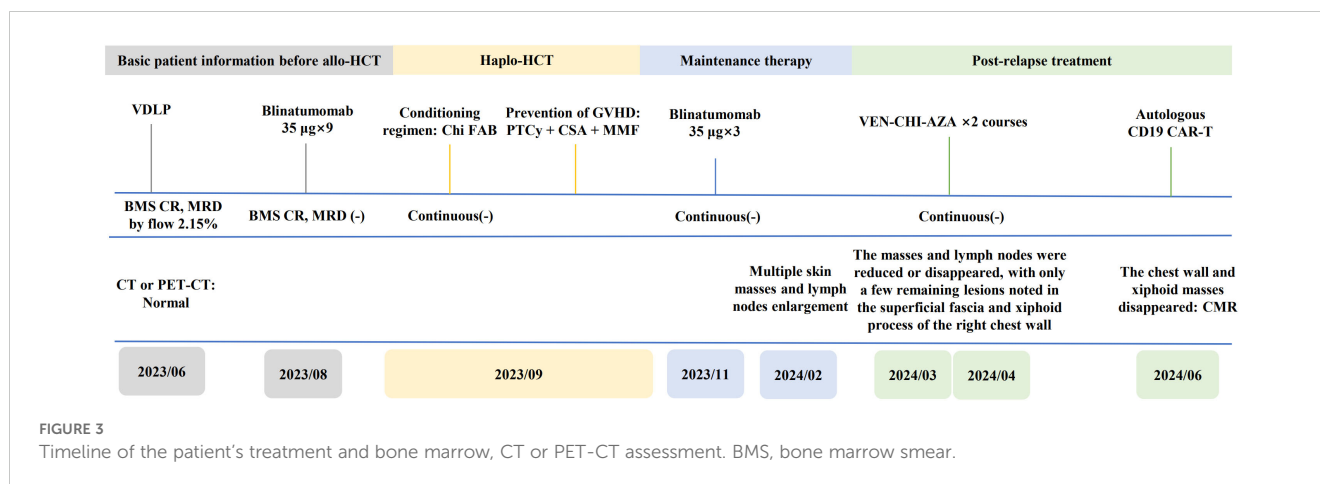 Basic patient information before allo-HCT
Haplo-HCT
Maintenance therapy
Post-relapse treatment
VDLP
Blinatumomab
35 μg×9
Conditioning
regimen: Chi FAB
Prevention of GVHD:
PTCy + CSA + MMF
Blinatumomab
35 μg×3
VEN-CHI-AZA ×2 courses
Autologous
CD19 CAR-T
BMS CR, MRD
by flow 2.15%
BMS CR, MRD (-)
Continuous(-)
Continuous(-)
Continuous(-)
CT or PET-CT:
Normal
Multiple skin
masses and lymph
nodes enlargement
The masses and lymph nodes were
reduced or disappeared, with only
a few remaining lesions noted in
the superficial fascia and xiphoid
process of the right chest wall
The chest wall and
xiphoid masses
disappeared: CMR
2023/06
2023/08
2023/09
2023/11
2024/02
2024/03
2024/04
2024/06
FIGURE 3
Timeline of the patient's treatment and bone marrow, CT or PET-CT assessment. BMS, bone marrow smear.